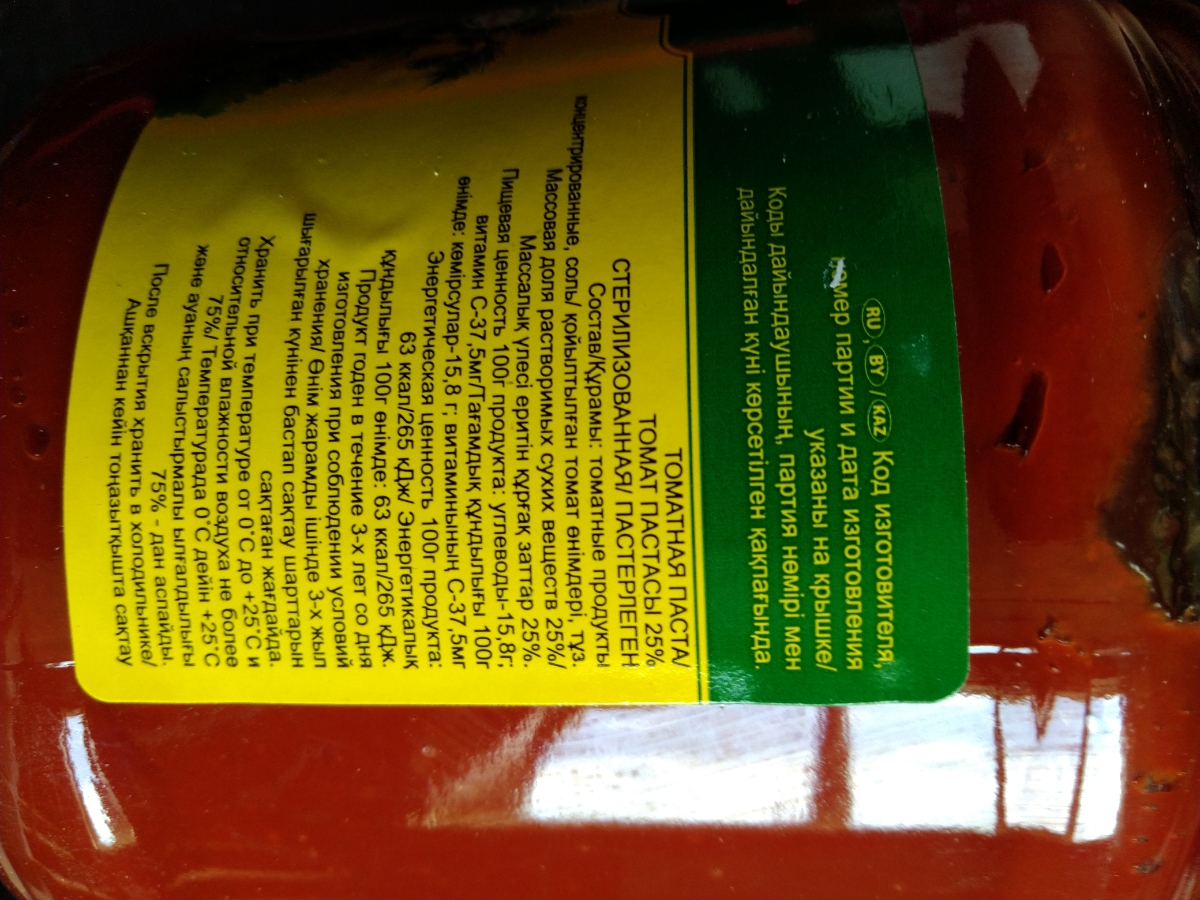 RU, BY / KAZ Код изготовителя,
номер партии и дата изготовления
указаны на крышке/
Коды дайындаушының, партия нөмірі мен
дайындалған күні көрсетілген қақпағында.
ТОМАТНАЯ ПАСТА/
ТОМАТ ПАСТАСЫ 25%
СТЕРИЛИЗОВАННАЯ/ ПАСТЕРЛЕГЕН
Состав/Құрамы: томатные продукты
концентрированные, соль/ қойылтылған томат өнімдері, тұз.
Массовая доля растворимых сухих веществ 25%/
Массалық үлесі еритін құрғақ заттар 25%.
Пищевая ценность 100г продукта: углеводы-15,8г;
витамин С-37,5мг/Тағамдық құндылығы 100г
өнімде: көмірсулар-15,8 г; витаминының С-37,5мг
Энергетическая ценность 100г продукта:
63 ккал/265 кДж/ Энергетикалық
құндылығы 100г өнімде: 63 ккал/265 кДж.
Продукт годен в течение 3-х лет со дня
изготовления при соблюдении условий
хранения/ Өнім жарамды ішінде 3-х жыл
шығарылған күнінен бастап сақтау шарттарын
сақтаған жағдайда.
Хранить при температуре от 0°С до +25°С и
относительной влажности воздуха не более
75%/ Температурада 0°С дейін +25°С
және ауаның салыстырмалы ылғалдылығы
75% - дан аспайды.
После вскрытия хранить в холодильнике/
Ашқаннан кейін тоңазытқышта сақтау